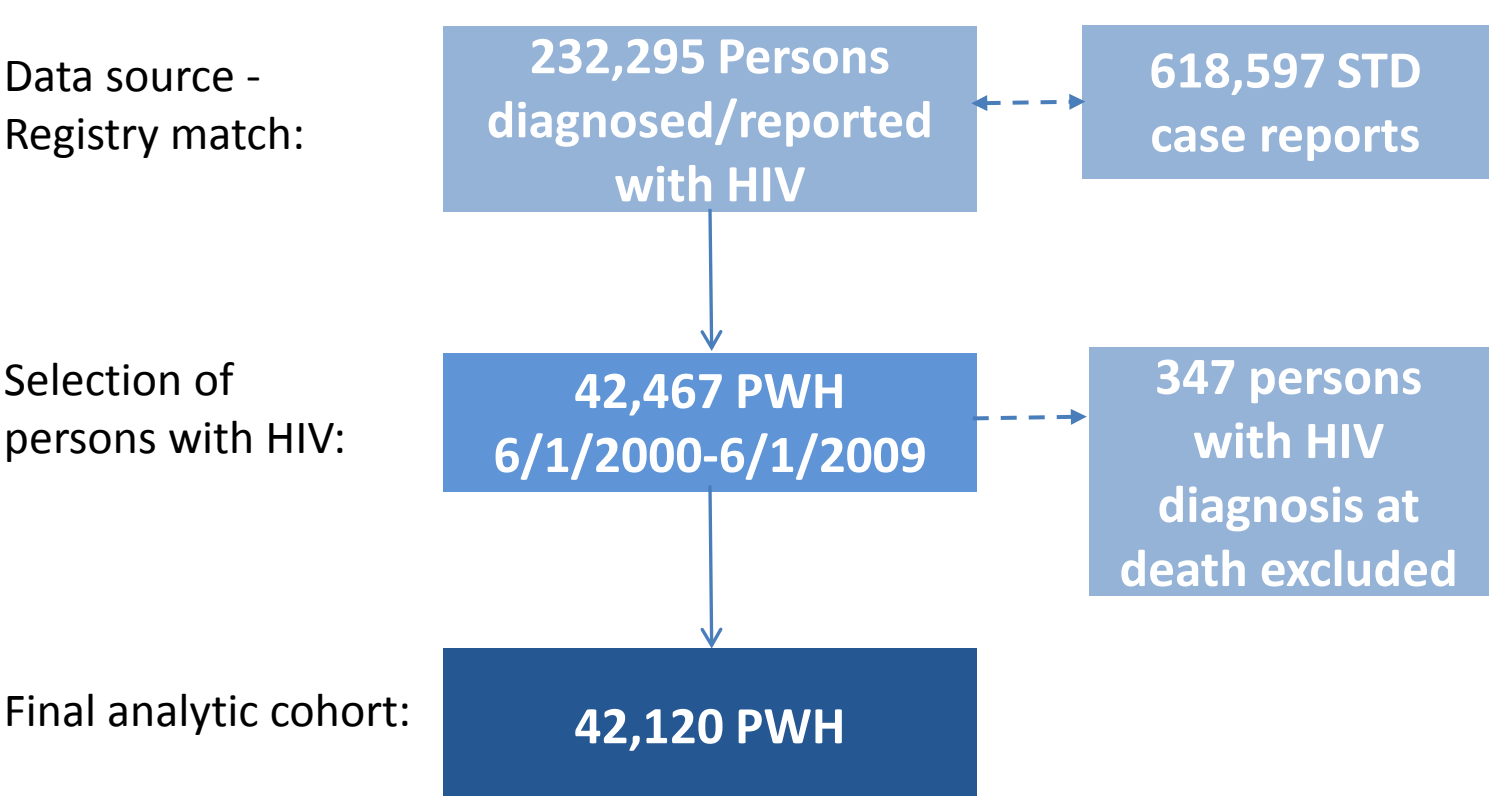 Data source -
Registry match:
232,295 Persons
diagnosed/reported
with HIV
618,597 STD
case reports
Selection of
persons with HIV:
42,467 PWH
6/1/2000-6/1/2009
347 persons
with HIV
diagnosis at
death excluded
Final analytic cohort:
42,120 PWH